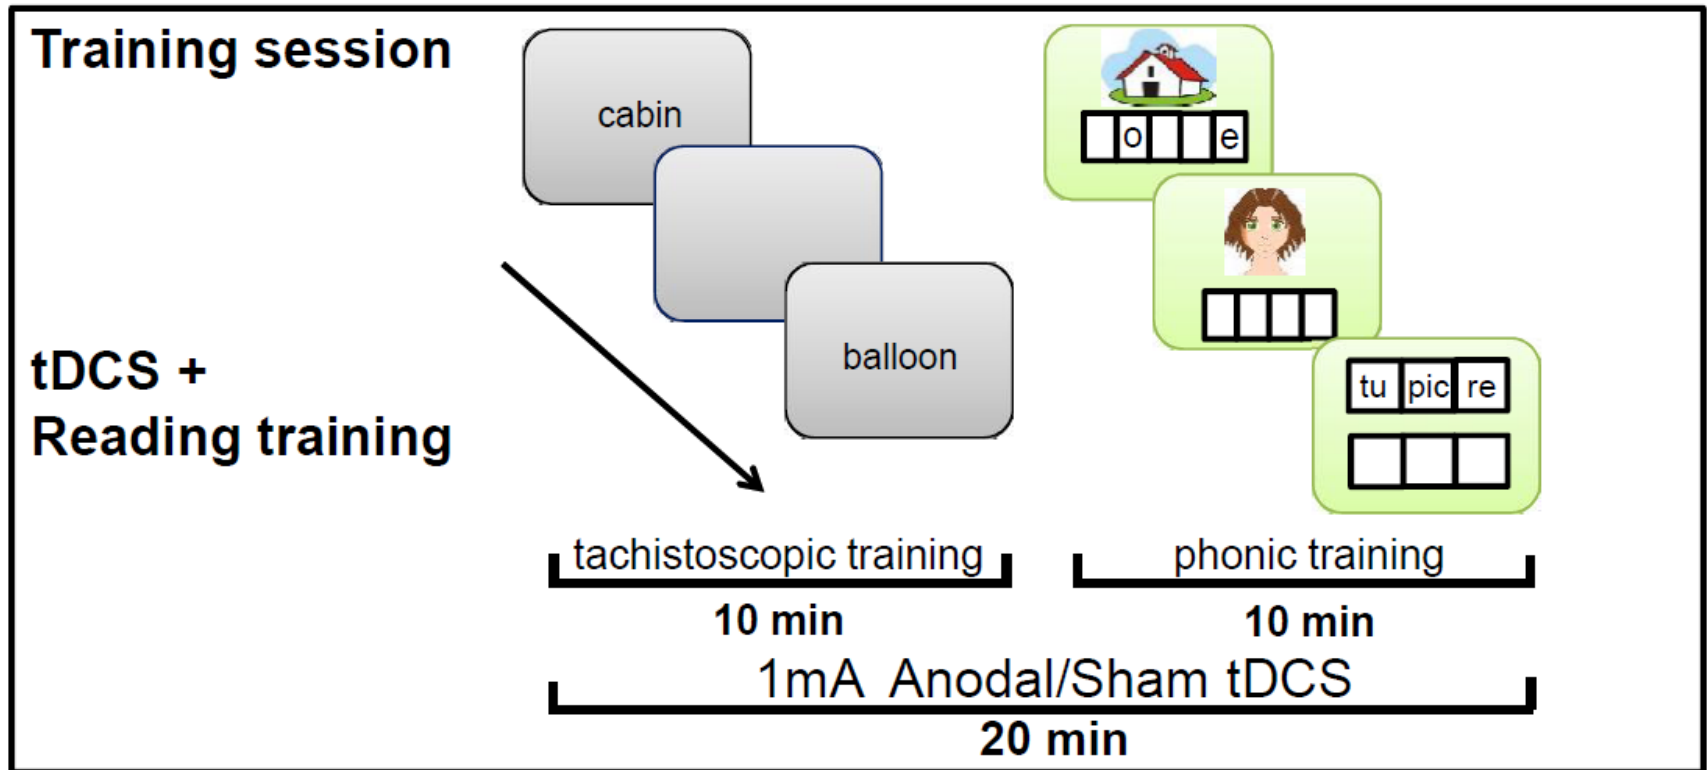 Training session
cabin
balloon
tDCS +
Reading training
o e
tu pic re
tachistoscopic training
phonic training
10 min
10 min
1mA Anodal/Sham tDCS
20 min